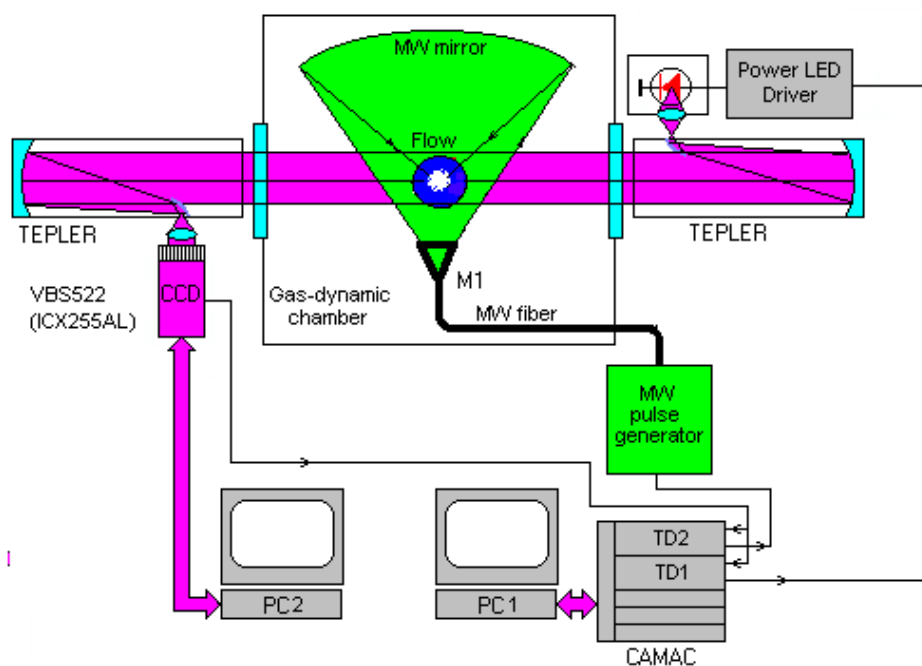 MW mirror
Power LED
Driver
Flow
TEPLER
TEPLER
M1
VBS522
(ICX255AL)
CCD
Gas-dynamic
chamber
MW fiber
MW
pulse
generator
TD2
TD1
PC2
PC1
CAMAC